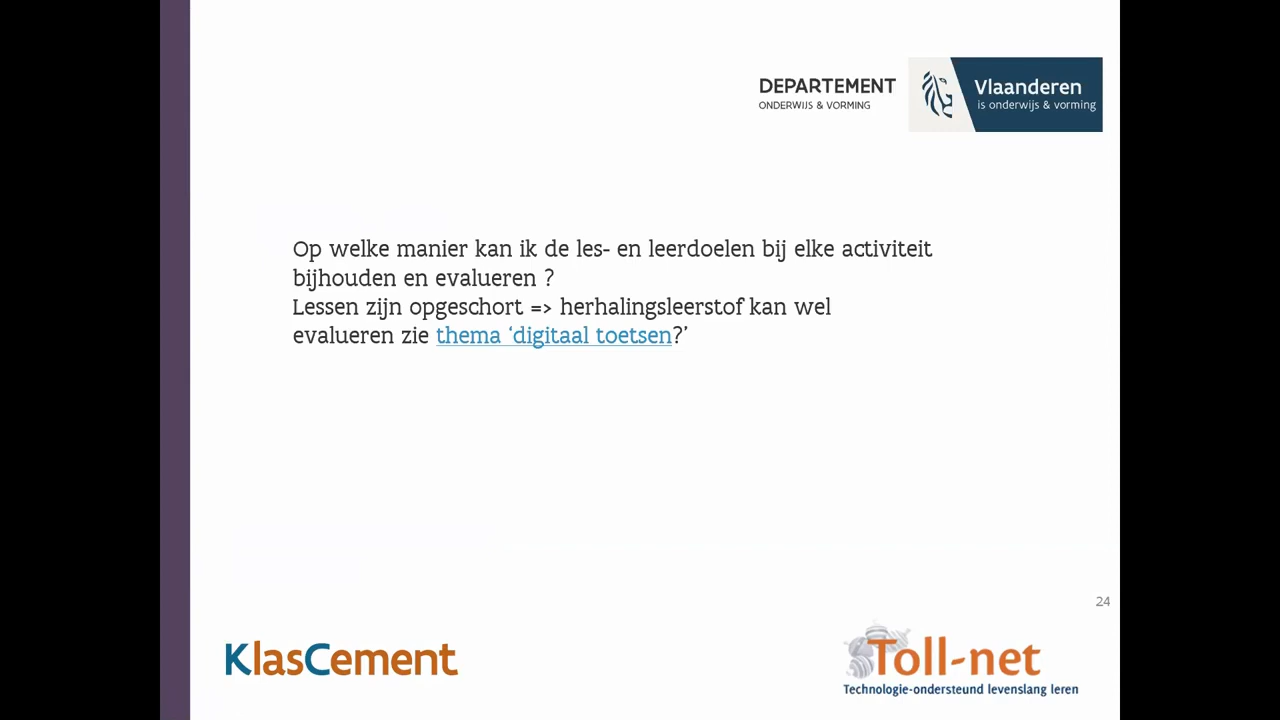 DEPARTEMENT
ONDERWIJS & VORMING
Vlaanderen
is onderwijs & vorming
Op welke manier kan ik de les- en leerdoelen bij elke activiteit
bijhouden en evalueren ?
Lessen zijn opgeschort => herhalingsleerstof kan wel
evalueren zie thema ‘digitaal toetsen?’
24
KlasCement
Toll-net
Technologie-ondersteund levenslang leren